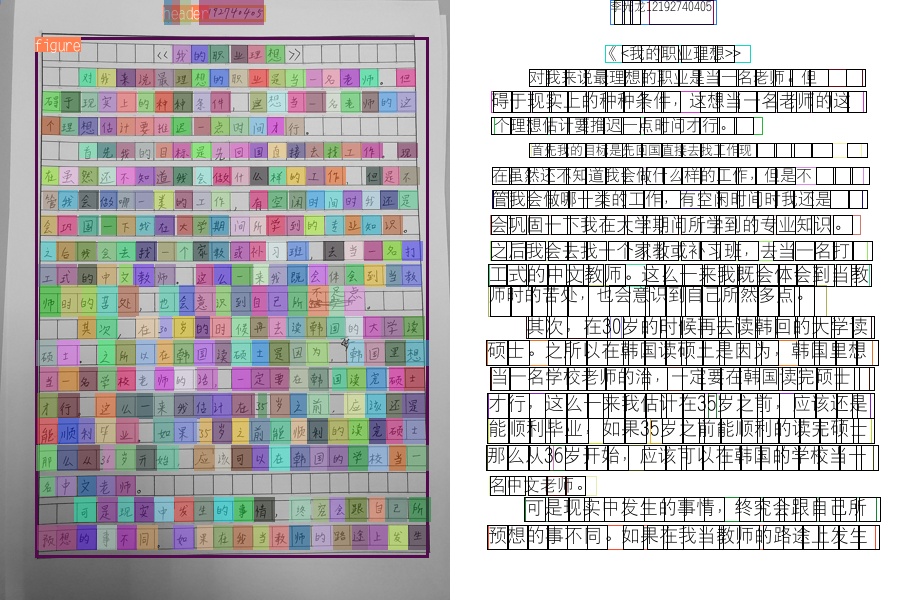 header192740405
figure
《<我的职业理想>》
对我来说最理想的职业是当一名老师。但
碍于现实上的种种条件，这想当一名老师的这
个理想估计要推迟一点时间才行。
首先我的目标是先回国直接去找工作。现
在虽然还不知道我会做什么样的工作，但是不
管我会做哪一类的工作，有空闲时间时我还是
会巩固一下我在大学期间所学到的专业知识。
之后我会去找一个家教或补习班，去当一名打
工式的中文教师。这么一来我既会体会到当教
师时的苦处，也会意识到自己所
其次，在30岁的时候再去读韩国的大学读
硕士。之所以在韩国读硕士是因为，韩国里想
当一名学校老师的话，一定要在韩国读完硕士
才行。这么一来我估计在35岁之前，应该还是
能顺利毕业。如果35岁之前能顺利的读完硕士
那么从36岁开始，应该可以在韩国的学校当一
名中文老师。
可是现实中发生的事情，终究会跟自己所
预想的事不同。如果在我当教师的路途上发生
李光龙12192740405
《<我的职业理想>>
对我来说最理想的职业是当一名老师。但
碍于现实上的种种条件，这想当一名老师的这
个理想估计要推迟一点时间才行。
首先我的目标是先回国直接去找工作现
在虽然还不知道我会做什么样的工作，但是不
管我会做哪十类的工作，有空闲时间时我还是
会巩固一下我在大学期间所学到的专业知识。
之后我会去找一个家教或补习班，去当一名打
工式的中文教师。这么一来我既会体会到当教
师时的苦处，也会意识到自己所然多点。
其次，在30岁的时候再去读韩回的大学读
硕士。之所以在韩国读硕士是因为，韩国里想
当一名学校老师的治，一定要在韩国读完硕士
才行，这么一来我估计在35岁之前，应该还是
能顺利毕业，如果35岁之前能顺利的读完硕士
那么从36岁开始，应该可以在韩国的学校当十
名中文老师。
可是现实中发生的事情，终究会跟自己所
预想的事不同。如果在我当教师的路途上发生